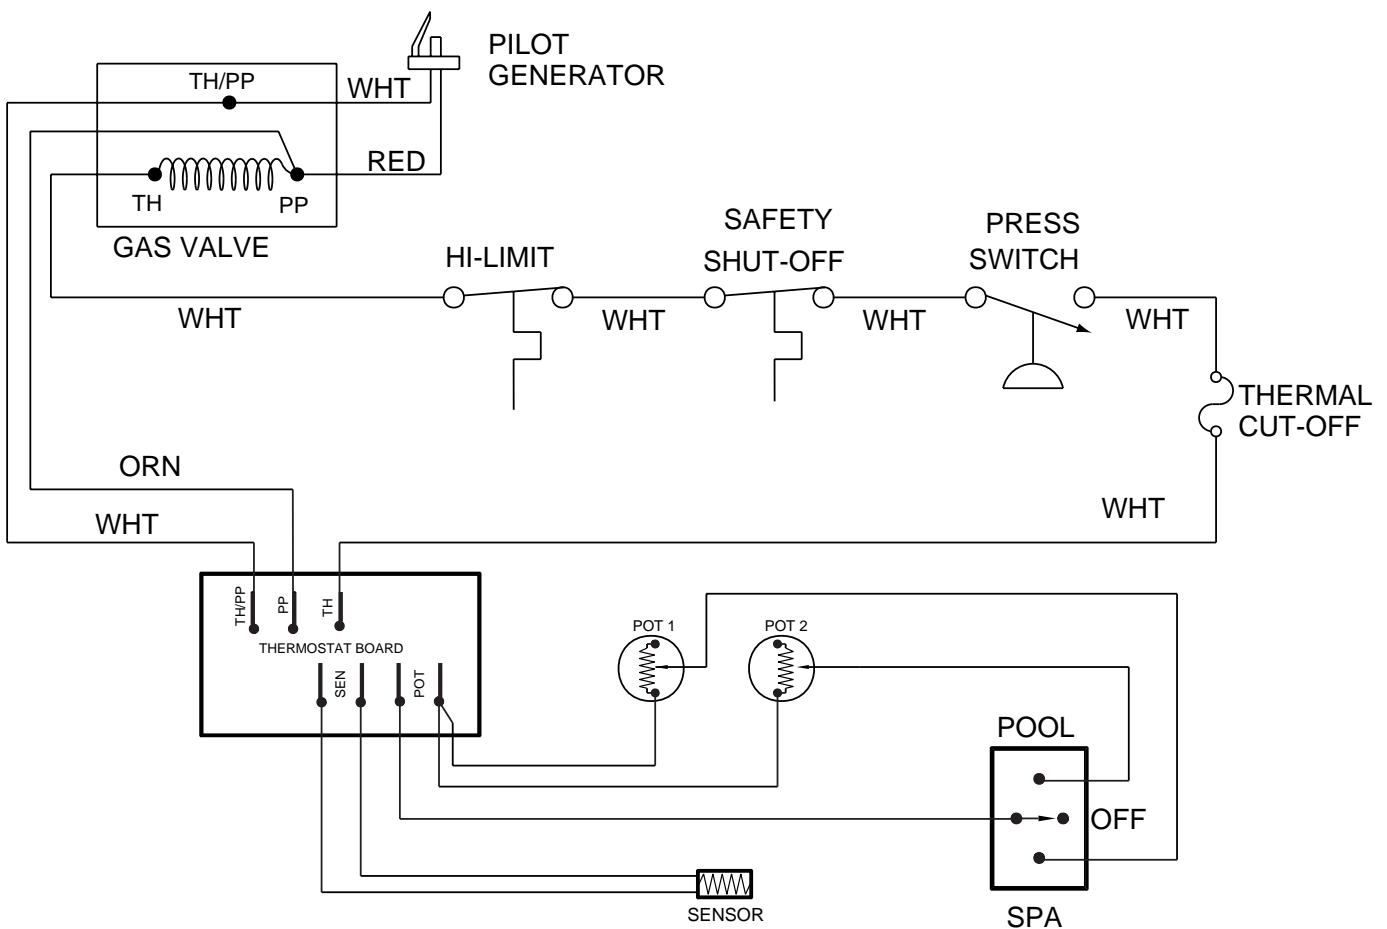 PILOT
GENERATOR
TH/PP
WHT
RED
TH
PP
GAS VALVE
SAFETY
SHUT-OFF
PRESS
SWITCH
HI-LIMIT
WHT
WHT
WHT
WHT
THERMAL
CUT-OFF
ORN
WHT
WHT
TH/PP
PP
TH
THERMOSTAT BOARD
SEN
POT
POT 1
POT 2
POOL
OFF
SPA
SENSOR